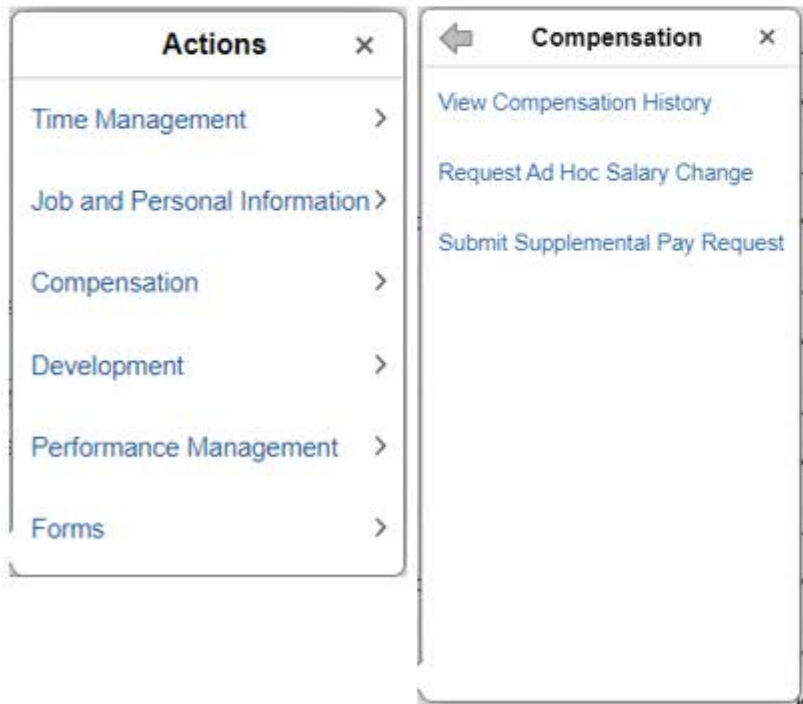 Actions
Time Management
Job and Personal Information
Compensation
Development
Performance Management
Forms
Compensation
View Compensation History
Request Ad Hoc Salary Change
Submit Supplemental Pay Request